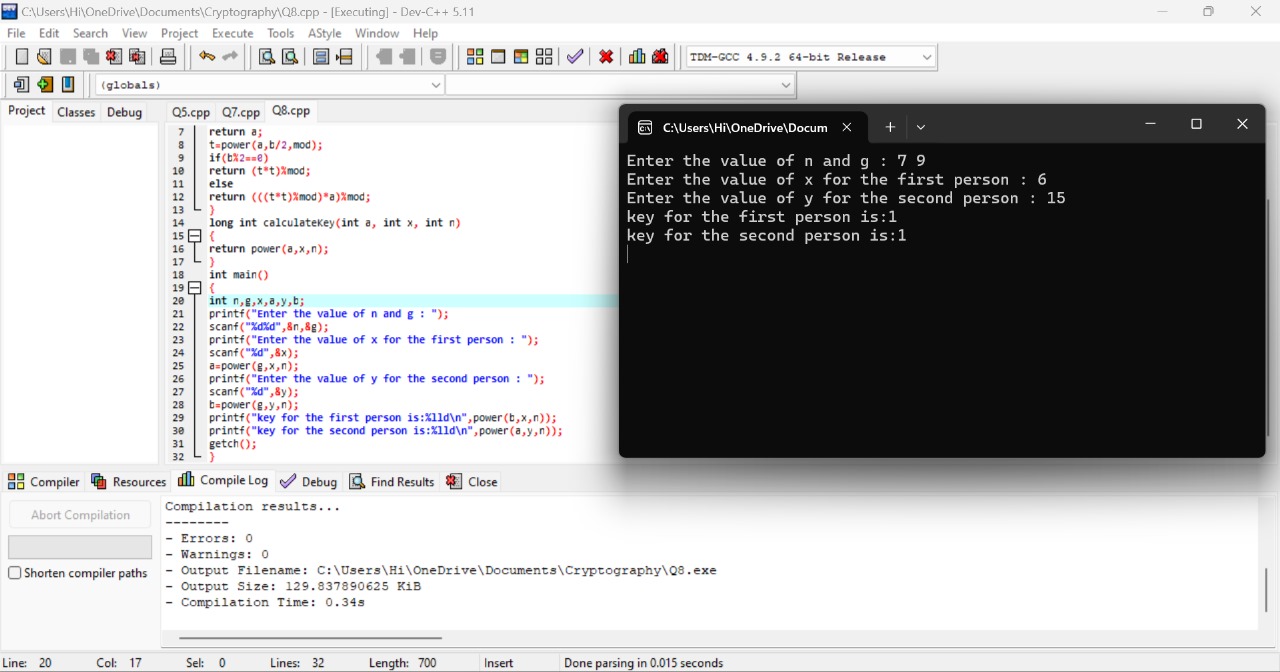 C:\Users\Hi\OneDrive\Documents\Cryptography\Q8.cpp - [Executing] - Dev-C++ 5.11
File Edit Search View Project Execute Tools AStyle Window Help
TDM-GCC 4.9.2 64-bit Release
(globals)
Project Classes Debug
Q5.cpp Q7.cpp Q8.cpp
7 return a;
8 t=power(a,b/2,mod);
9 if(b%2==0)
10 return (t*t)%mod;
11 else
12 return (((t*t)%mod)*a)%mod;
13 }
14 long int calculateKey(int a, int x, int n)
15 {
16 return power(a,x,n);
17 }
18 int main()
19 {
20 int n,g,x,a,y,b;
21 printf("Enter the value of n and g : ");
22 scanf("%d%d",&n,&g);
23 printf("Enter the value of x for the first person : ");
24 scanf("%d",&x);
25 a=power(g,x,n);
26 printf("Enter the value of y for the second person : ");
27 scanf("%d",&y);
28 b=power(g,y,n);
29 printf("key for the first person is:%lld\n",power(b,x,n));
30 printf("key for the second person is:%lld\n",power(a,y,n));
31 getch();
32 }
C:\Users\Hi\OneDrive\Docum
Enter the value of n and g : 7 9
Enter the value of x for the first person : 6
Enter the value of y for the second person : 15
key for the first person is:1
key for the second person is:1
Compiler Resources Compile Log Debug Find Results Close
Abort Compilation
Shorten compiler paths
Compilation results...
--------
- Errors: 0
- Warnings: 0
- Output Filename: C:\Users\Hi\OneDrive\Documents\Cryptography\Q8.exe
- Output Size: 129.837890625 KiB
- Compilation Time: 0.34s
Line: 20 Col: 17 Sel: 0 Lines: 32 Length: 700 Insert Done parsing in 0.015 seconds